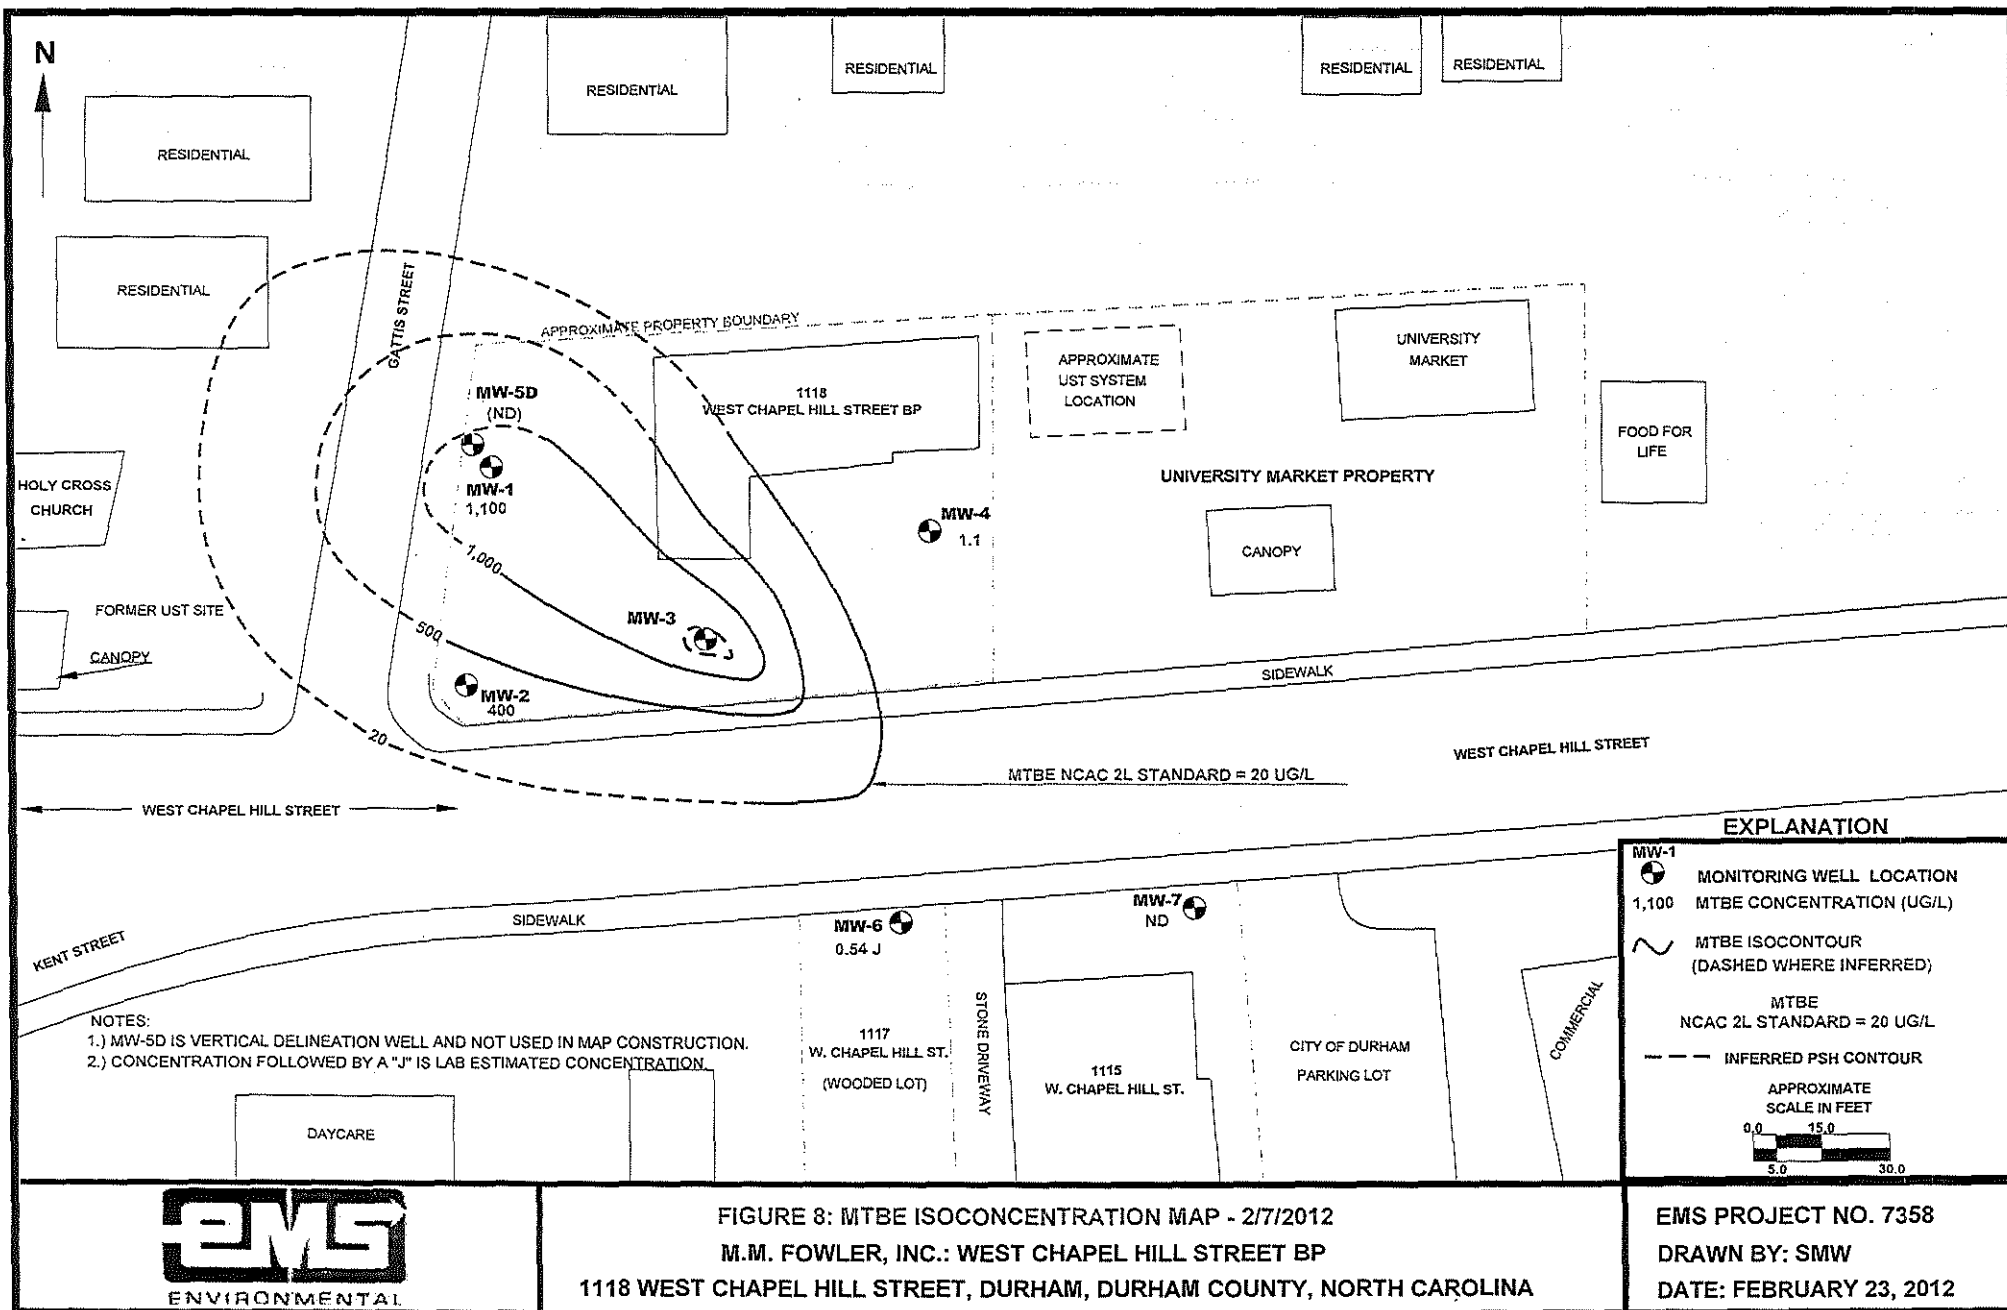 N
RESIDENTIAL
RESIDENTIAL
RESIDENTIAL
RESIDENTIAL
RESIDENTIAL
RESIDENTIAL
GATTIS STREET
APPROXIMATE PROPERTY BOUNDARY
MW-5D
(ND)
MW-1
1,100
1,000
500
20
MW-2
400
MW-3
MW-4
1.1
1118
WEST CHAPEL HILL STREET BP
APPROXIMATE
UST SYSTEM
LOCATION
UNIVERSITY
MARKET
UNIVERSITY MARKET PROPERTY
CANOPY
FOOD FOR
LIFE
HOLY CROSS
CHURCH
FORMER UST SITE
CANOPY
SIDEWALK
WEST CHAPEL HILL STREET
MTBE NCAC 2L STANDARD = 20 UG/L
WEST CHAPEL HILL STREET
KENT STREET
SIDEWALK
MW-6
0.54 J
MW-7
ND
STONE DRIVEWAY
1117
W. CHAPEL HILL ST.
(WOODED LOT)
1115
W. CHAPEL HILL ST.
CITY OF DURHAM
PARKING LOT
COMMERCIAL
DAYCARE
NOTES:
1.) MW-5D IS VERTICAL DELINEATION WELL AND NOT USED IN MAP CONSTRUCTION.
2.) CONCENTRATION FOLLOWED BY A "J" IS LAB ESTIMATED CONCENTRATION.
EXPLANATION
MW-1
MONITORING WELL LOCATION
1,100 MTBE CONCENTRATION (UG/L)
MTBE ISOCONTOUR
(DASHED WHERE INFERRED)
MTBE
NCAC 2L STANDARD = 20 UG/L
INFERRED PSH CONTOUR
APPROXIMATE
SCALE IN FEET
0.0 15.0
5.0 30.0
EMS
ENVIRONMENTAL
FIGURE 8: MTBE ISOCONCENTRATION MAP - 2/7/2012
M.M. FOWLER, INC.: WEST CHAPEL HILL STREET BP
1118 WEST CHAPEL HILL STREET, DURHAM, DURHAM COUNTY, NORTH CAROLINA
EMS PROJECT NO. 7358
DRAWN BY: SMW
DATE: FEBRUARY 23, 2012